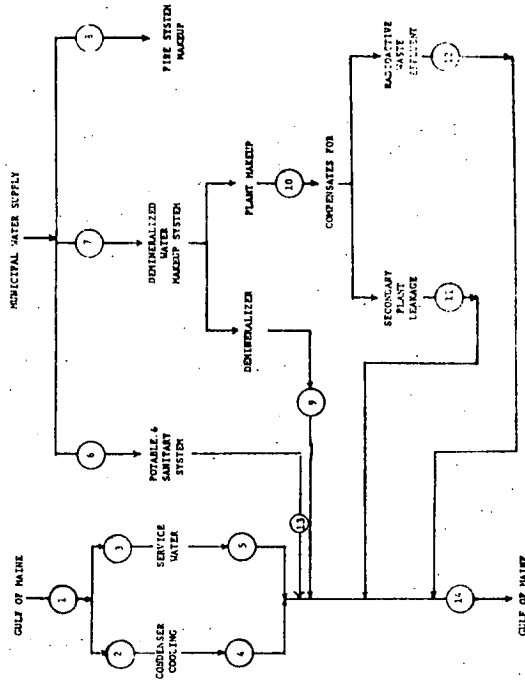 MUNICIPAL WATER SUPPLY
GULF OF MAINE
1
2
3
6
7
CONDENSER
COOLING
SERVICE
WATER
POTABLE &
SANITARY
SYSTEM
DEMINERALIZED
WATER
MAKEUP SYSTEM
FIRE SYSTEM
MAKEUP
4
5
DEMINERALIZER
PLANT MAKEUP
9
10
COMPENSATES FOR
13
SECONDARY
PLANT
LEAKAGE
RADIOACTIVE
WASTE
EFFLUENT
11
12
14
GULF OF MAINE